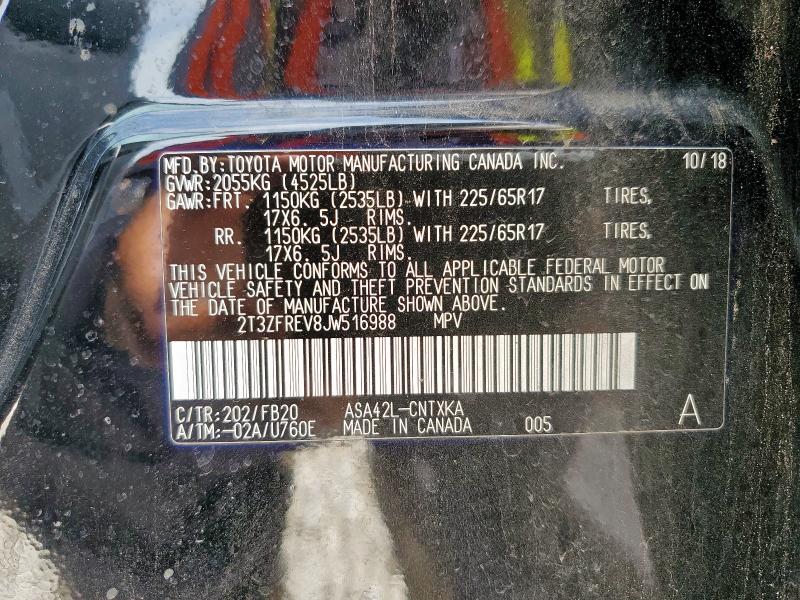 MFD.BY:TOYOTA MOTOR MANUFACTURING CANADA INC. 10/18
GVWR:2055KG (4525LB)
GAWR:FRT. 1150KG (2535LB) WITH 225/65R17 TIRES,
17X6. 5J RIMS.
RR. 1150KG (2535LB) WITH 225/65R17 TIRES,
17X6. 5J RIMS.
THIS VEHICLE CONFORMS TO ALL APPLICABLE FEDERAL MOTOR
VEHICLE SAFETY AND THEFT PREVENTION STANDARDS IN EFFECT ON
THE DATE OF MANUFACTURE SHOWN ABOVE.
2T3ZFREV8JW516988 MPV
C/TR:202/FB20 ASA42L-CNTXKA A
A/TM:-02A/U760E MADE IN CANADA 005